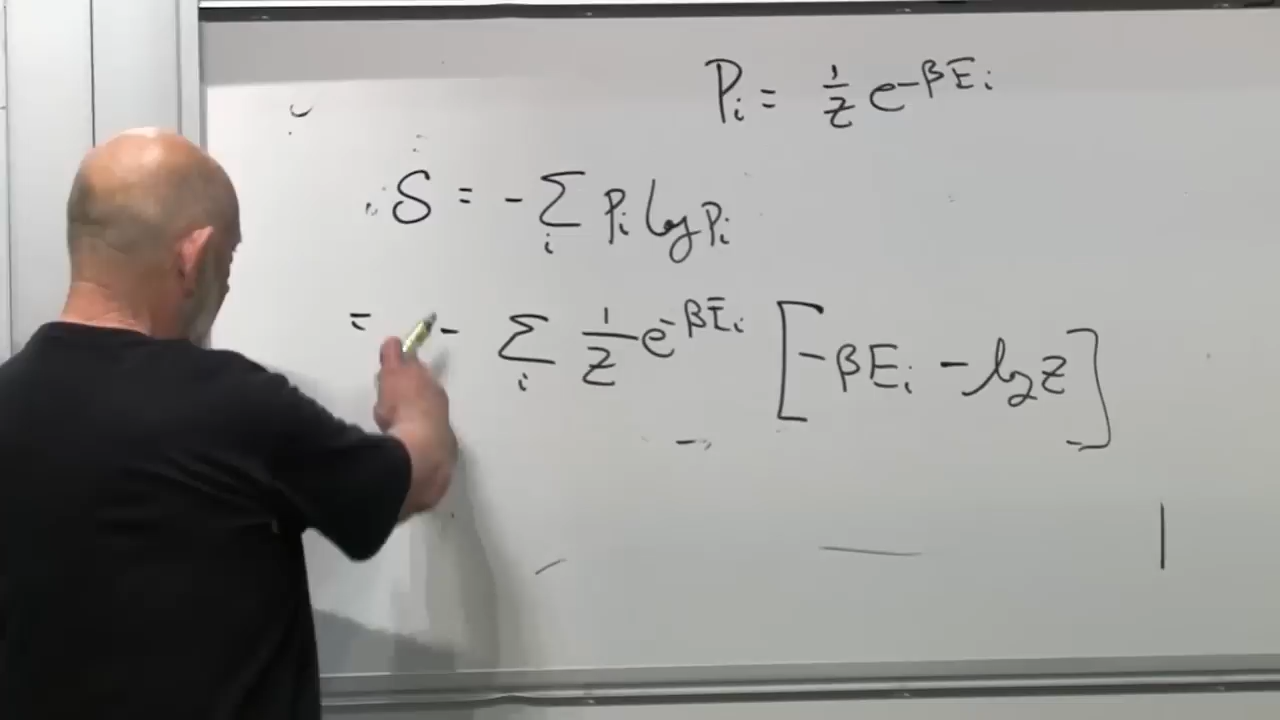 Pᵢ = 1/Z e^{-βEᵢ}
S = - Σᵢ Pᵢ log Pᵢ
= - Σᵢ 1/Z e^{-βEᵢ} [-βEᵢ - log Z]